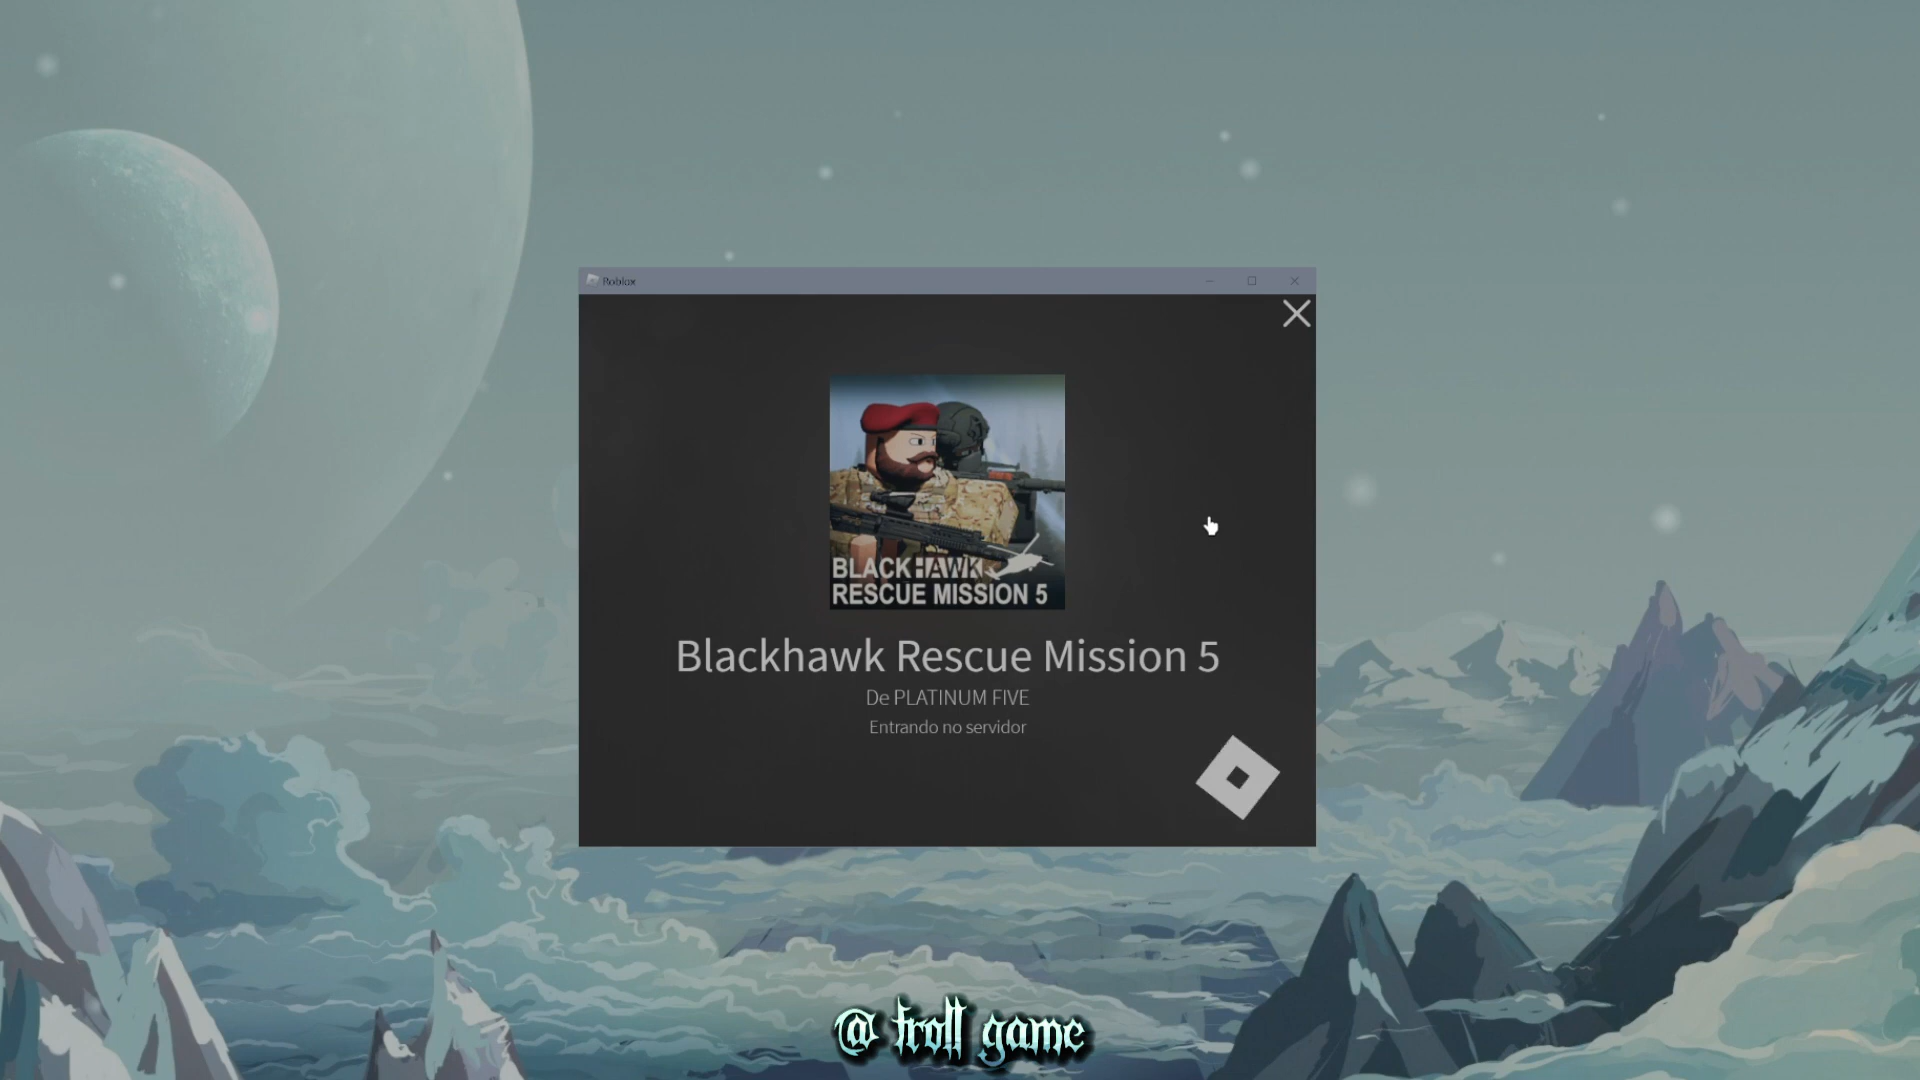 Roblox
BLACKHAWK
RESCUE MISSION 5
Blackhawk Rescue Mission 5
De PLATINUM FIVE
Entrando no servidor
@ troll game